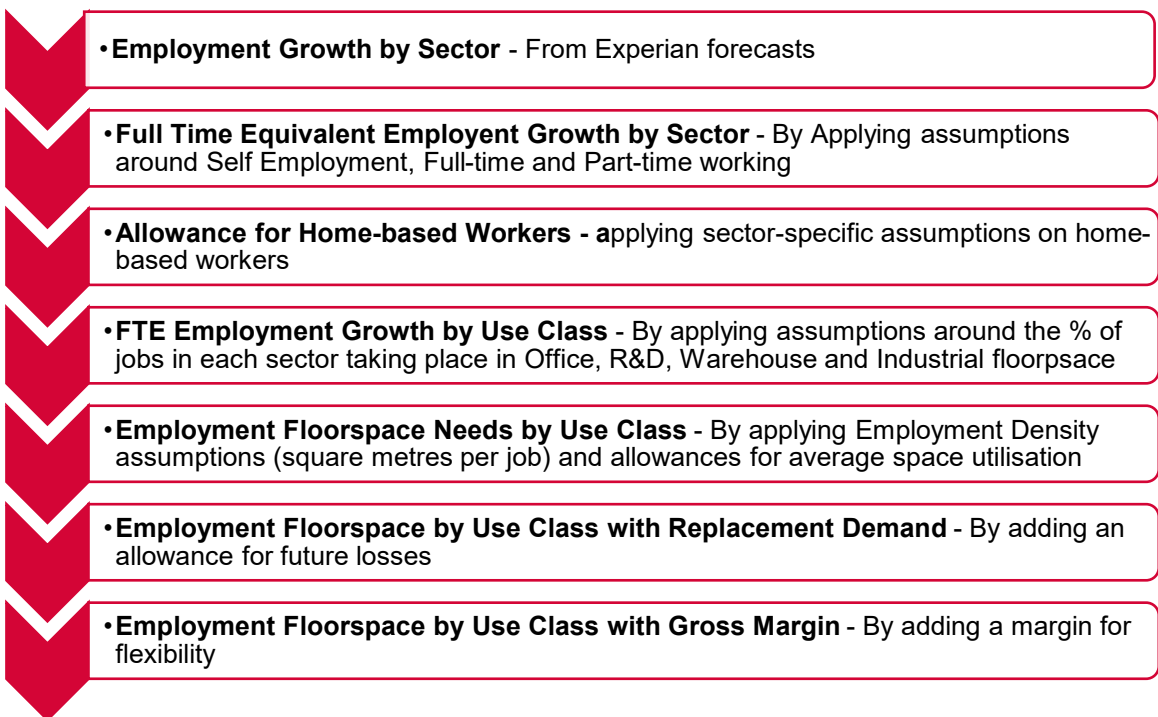 •Employment Growth by Sector - From Experian forecasts
•Full Time Equivalent Employent Growth by Sector - By Applying assumptions
around Self Employment, Full-time and Part-time working
•Allowance for Home-based Workers - applying sector-specific assumptions on home-
based workers
•FTE Employment Growth by Use Class - By applying assumptions around the % of
jobs in each sector taking place in Office, R&D, Warehouse and Industrial floorpsace
•Employment Floorspace Needs by Use Class - By applying Employment Density
assumptions (square metres per job) and allowances for average space utilisation
•Employment Floorspace by Use Class with Replacement Demand - By adding an
allowance for future losses
•Employment Floorspace by Use Class with Gross Margin - By adding a margin for
flexibility